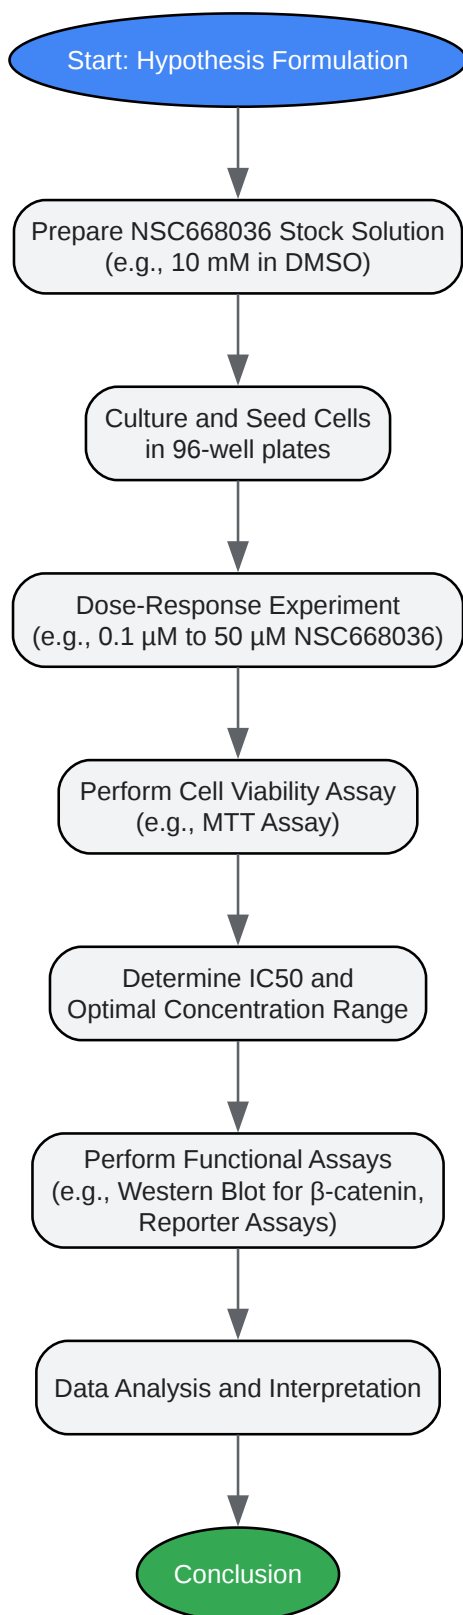 Start: Hypothesis Formulation
Prepare NSC668036 Stock Solution
(e.g., 10 mM in DMSO)
Culture and Seed Cells
in 96-well plates
Dose-Response Experiment
(e.g., 0.1 µM to 50 µM NSC668036)
Perform Cell Viability Assay
(e.g., MTT Assay)
Determine IC50 and
Optimal Concentration Range
Perform Functional Assays
(e.g., Western Blot for β-catenin,
Reporter Assays)
Data Analysis and Interpretation
Conclusion